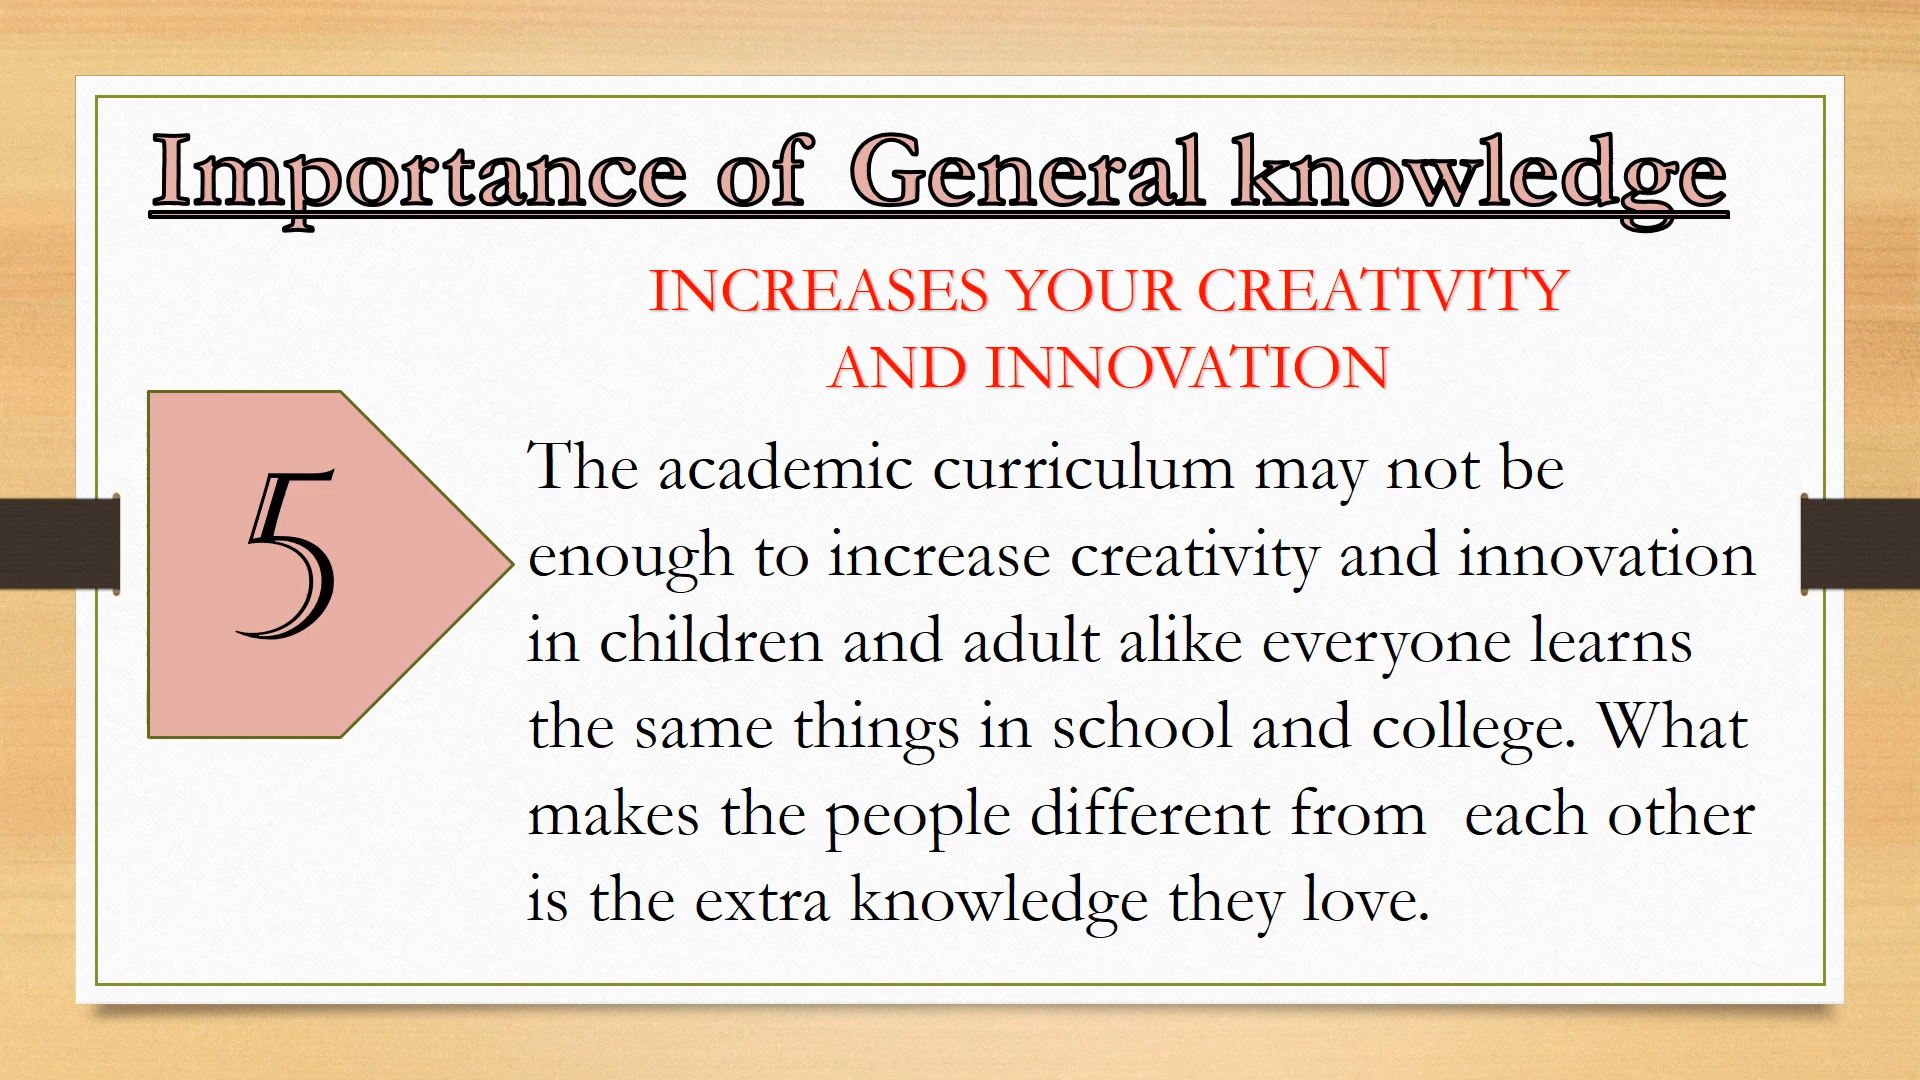 Importance of General knowledge
INCREASES YOUR CREATIVITY
AND INNOVATION
5
The academic curriculum may not be
enough to increase creativity and innovation
in children and adult alike everyone learns
the same things in school and college. What
makes the people different from  each other
is the extra knowledge they love.